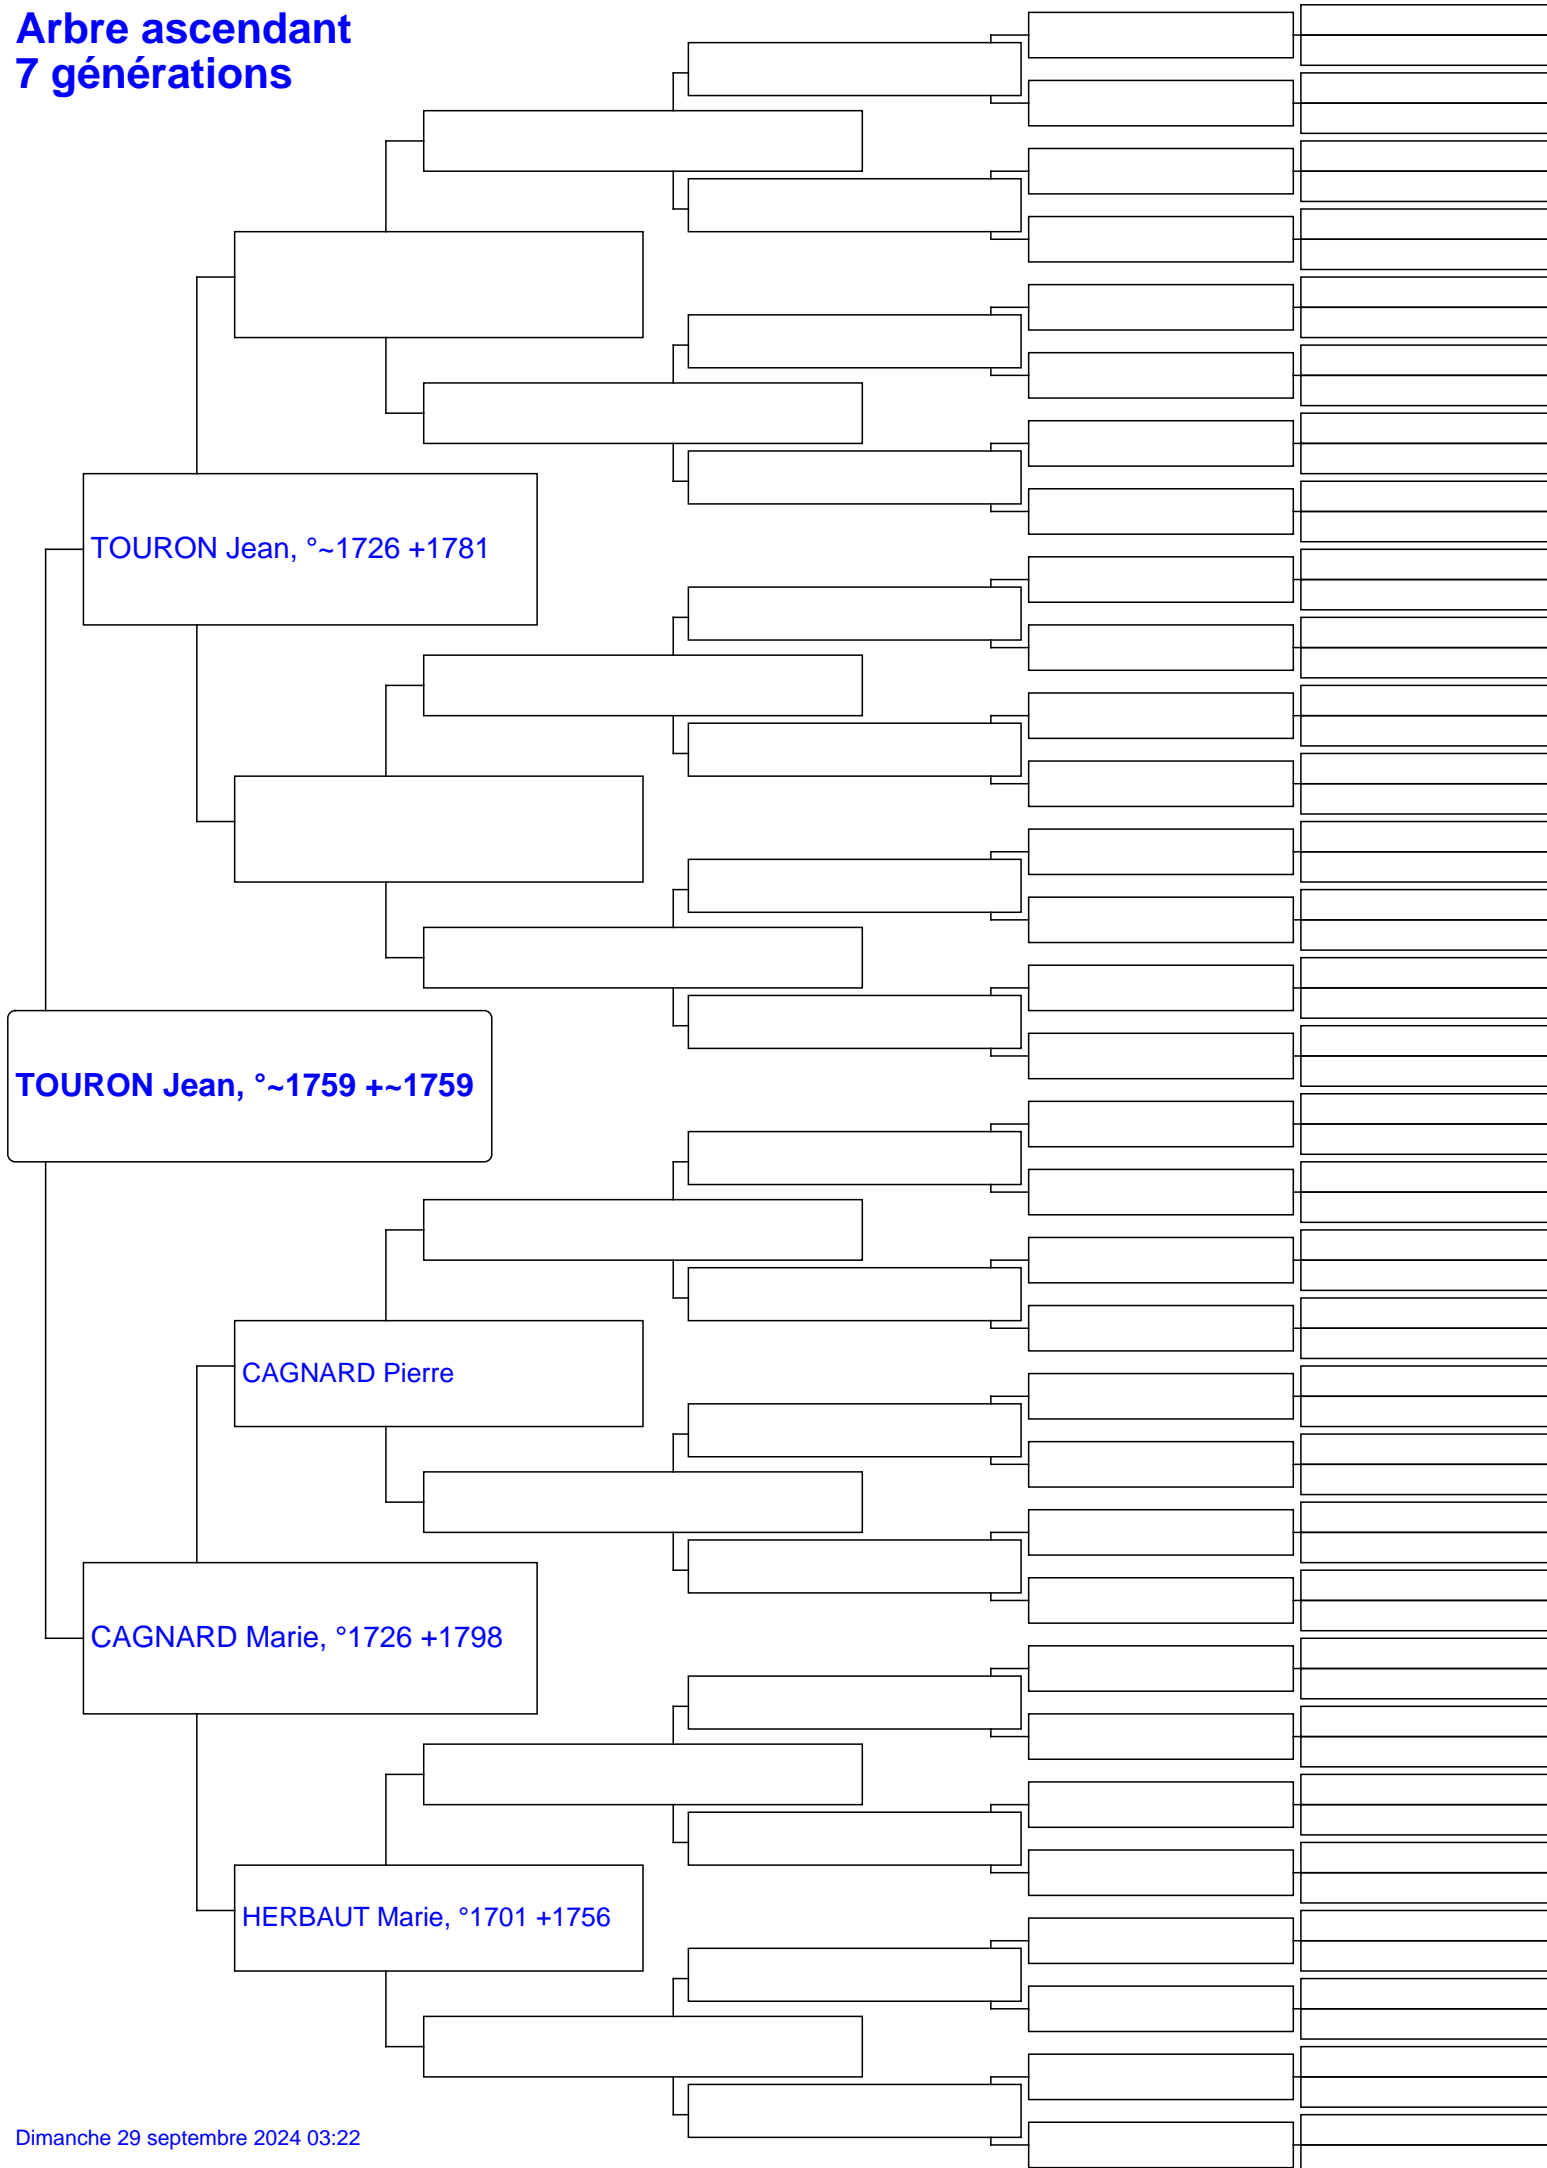 Arbre ascendant
7 générations
TOURON Jean, °~1726 +1781
TOURON Jean, °~1759 +~1759
CAGNARD Pierre
CAGNARD Marie, °1726 +1798
HERBAUT Marie, °1701 +1756
Dimanche 29 septembre 2024 03:22